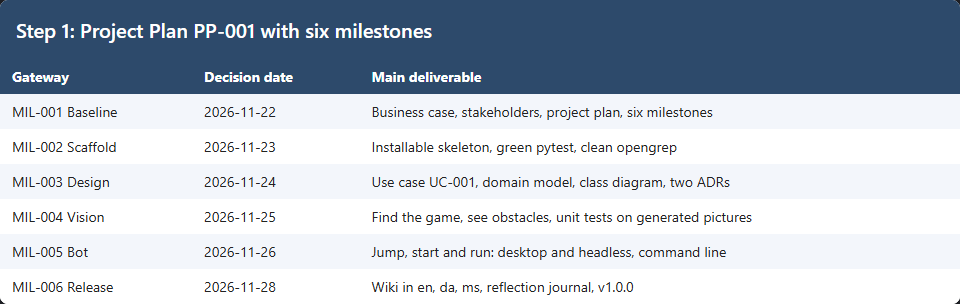 Step 1: Project Plan PP-001 with six milestones
Gateway Decision date Main deliverable
MIL-001 Baseline 2026-11-22 Business case, stakeholders, project plan, six milestones
MIL-002 Scaffold 2026-11-23 Installable skeleton, green pytest, clean opengrep
MIL-003 Design 2026-11-24 Use case UC-001, domain model, class diagram, two ADRs
MIL-004 Vision 2026-11-25 Find the game, see obstacles, unit tests on generated pictures
MIL-005 Bot 2026-11-26 Jump, start and run: desktop and headless, command line
MIL-006 Release 2026-11-28 Wiki in en, da, ms, reflection journal, v1.0.0